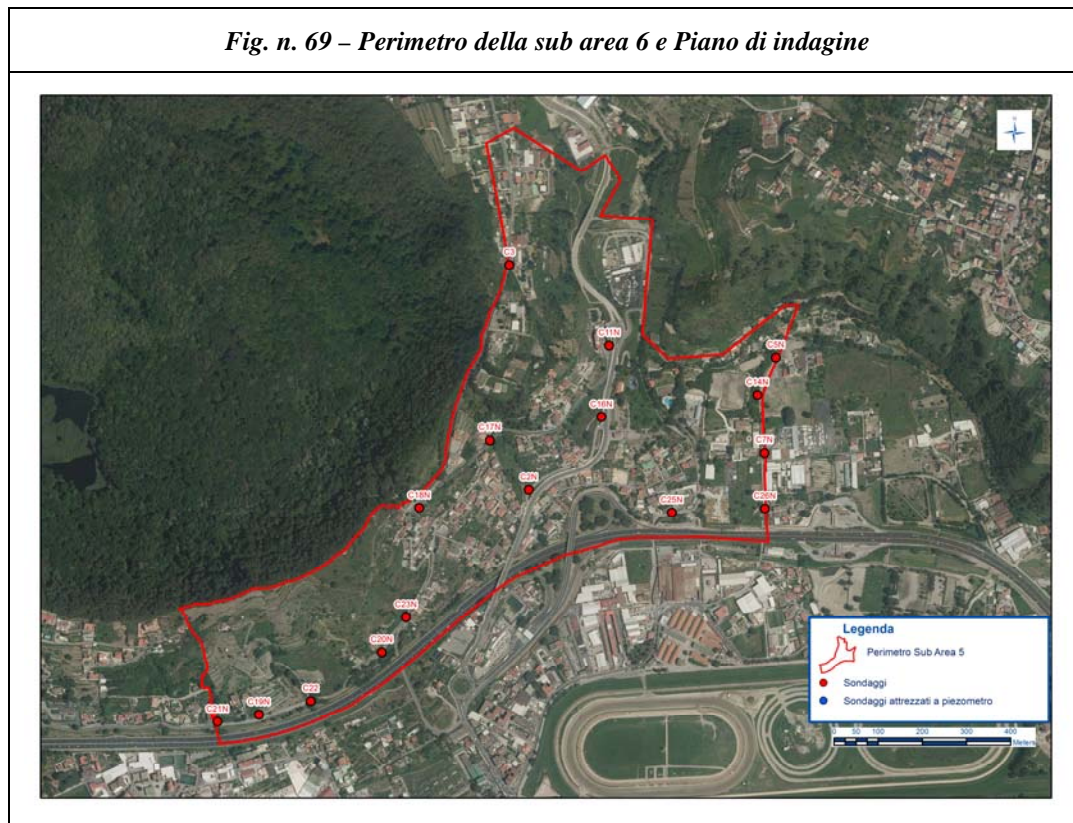 Fig. n. 69 – Perimetro della sub area 6 e Piano di indagine
N
C3
C11N
C5N
C14N
C16N
C17N
C7N
C2N
C18N
C25N
C26N
C23N
C20N
C22
C19N
C21N
Legenda
Perimetro Sub Area 5
Sondaggi
Sondaggi attrezzati a piezometro
0 50 100 200 300 400
Meters